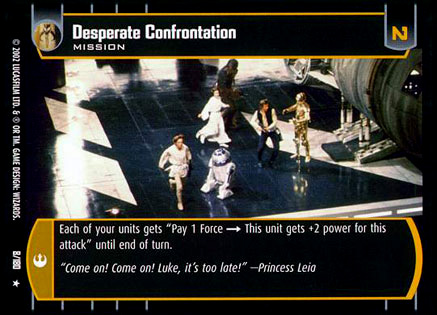 Desperate Confrontation
MISSION
N
© 2002 LUCASFILM LTD. & ® OR TM. GAME DESIGN: WIZARDS.
Each of your units gets “Pay 1 Force → This unit gets +2 power for this
attack” until end of turn.
“Come on! Come on! Luke, it’s too late!” —Princess Leia
8/180